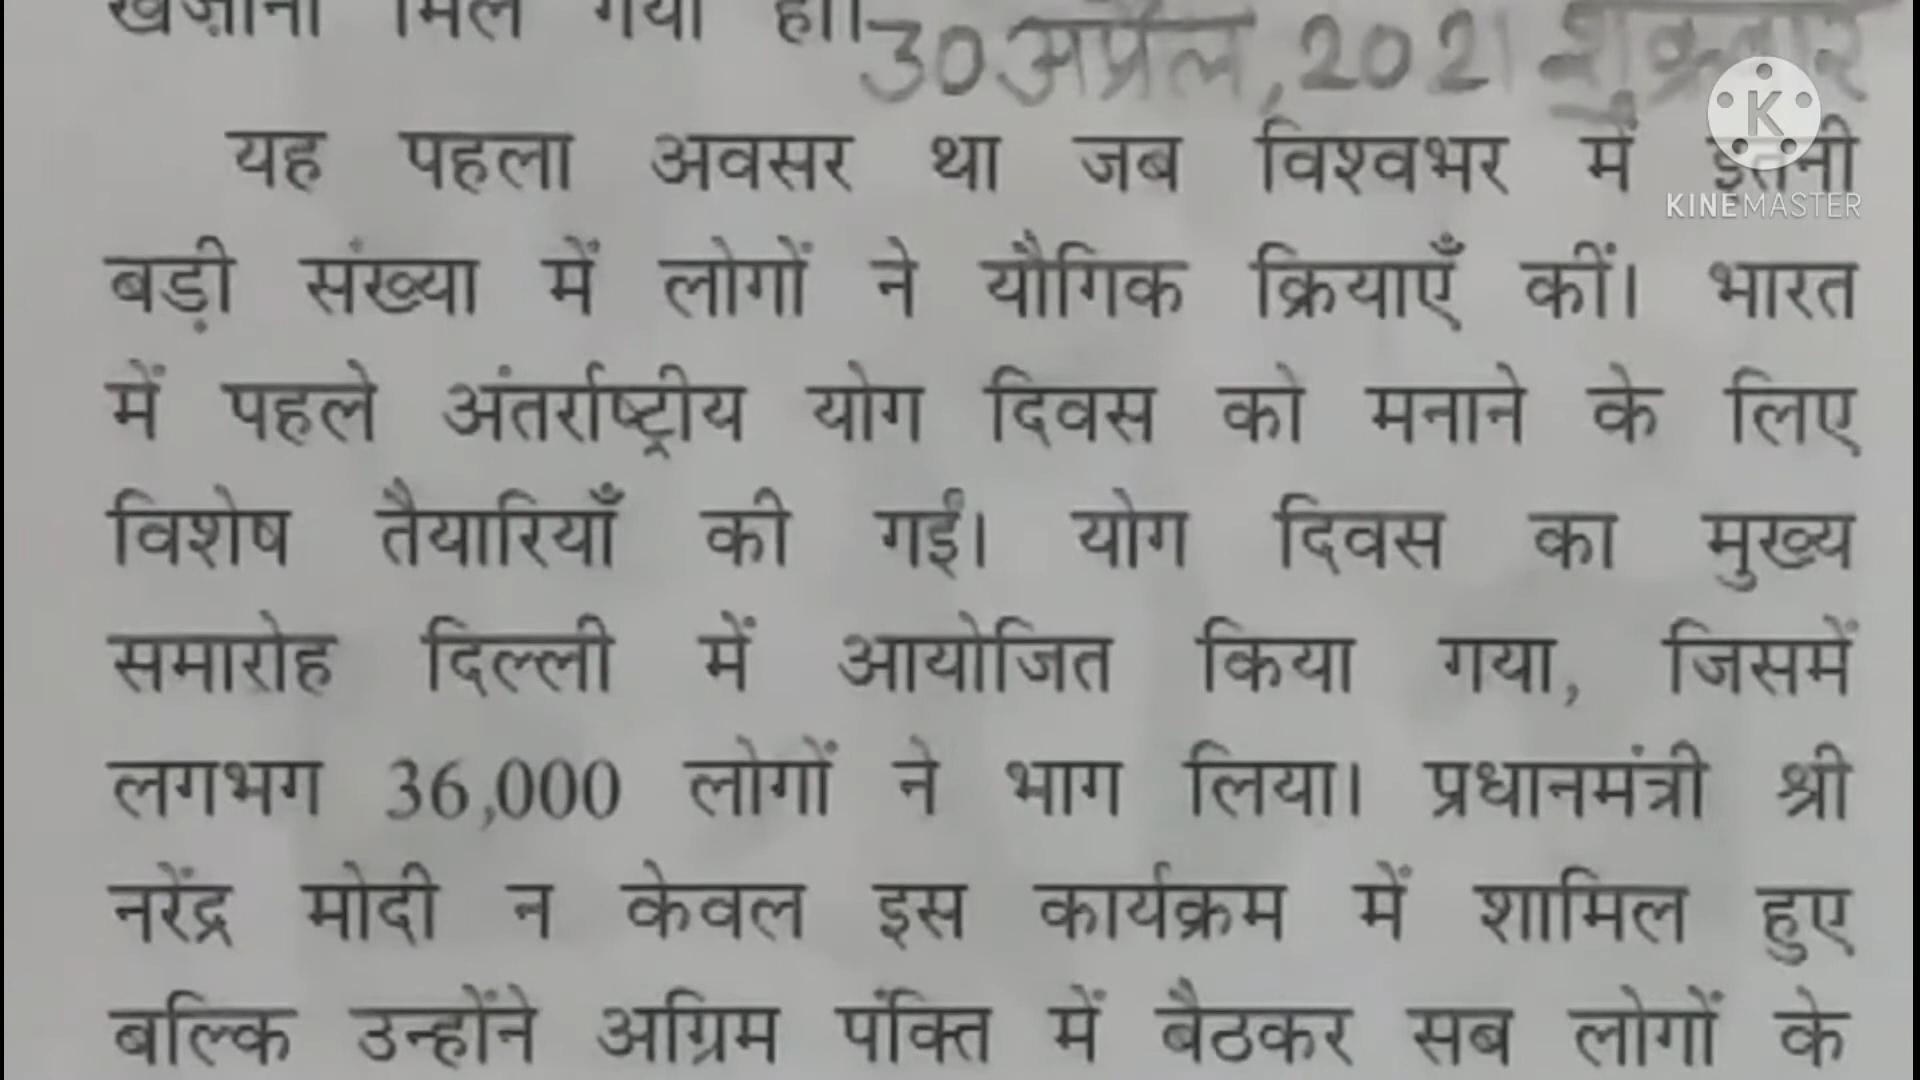 खज़ाना मिल गया हो। 30 अप्रैल, 2021 शुक्रवार
यह पहला अवसर था जब विश्वभर में इतनी
K
KINEMASTER
बड़ी संख्या में लोगों ने यौगिक क्रियाएँ कीं। भारत
में पहले अंतर्राष्ट्रीय योग दिवस को मनाने के लिए
विशेष तैयारियाँ की गईं। योग दिवस का मुख्य
समारोह दिल्ली में आयोजित किया गया, जिसमें
लगभग 36,000 लोगों ने भाग लिया। प्रधानमंत्री श्री
नरेंद्र मोदी न केवल इस कार्यक्रम में शामिल हुए
बल्कि उन्होंने अग्रिम पंक्ति में बैठकर सब लोगों के